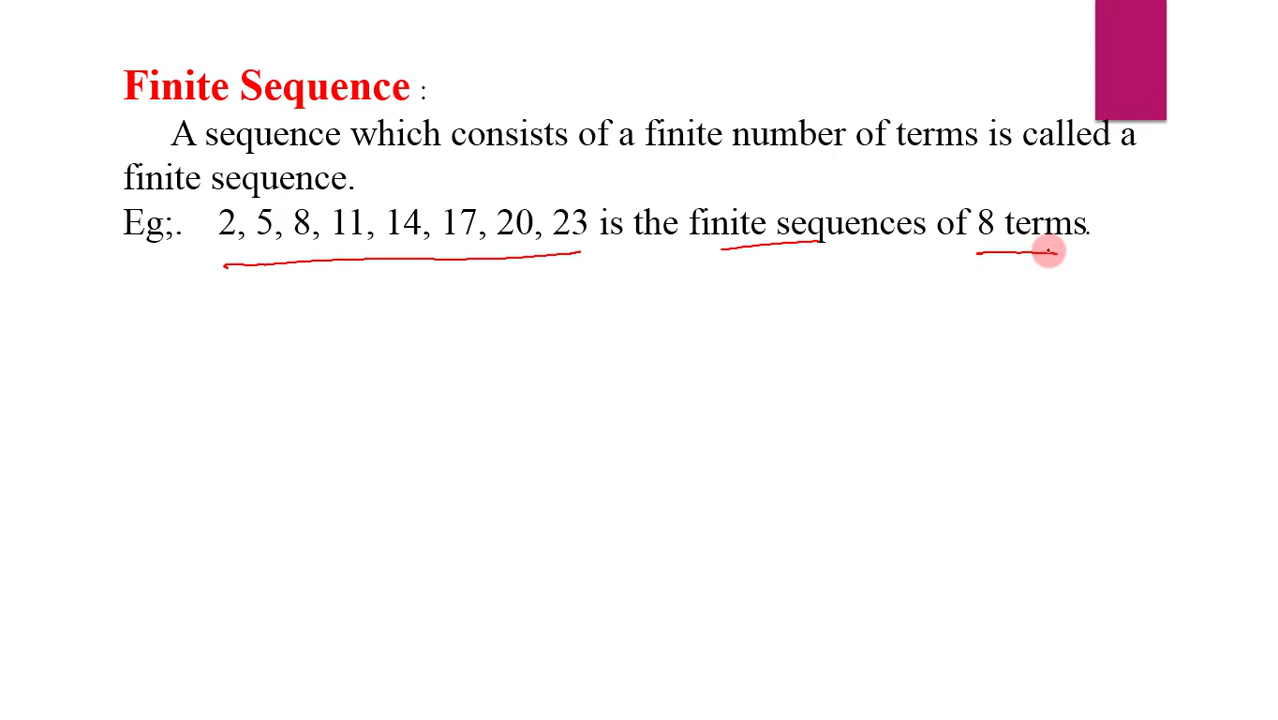 Finite Sequence :
A sequence which consists of a finite number of terms is called a
finite sequence.
Eg;. 2, 5, 8, 11, 14, 17, 20, 23 is the finite sequences of 8 terms.